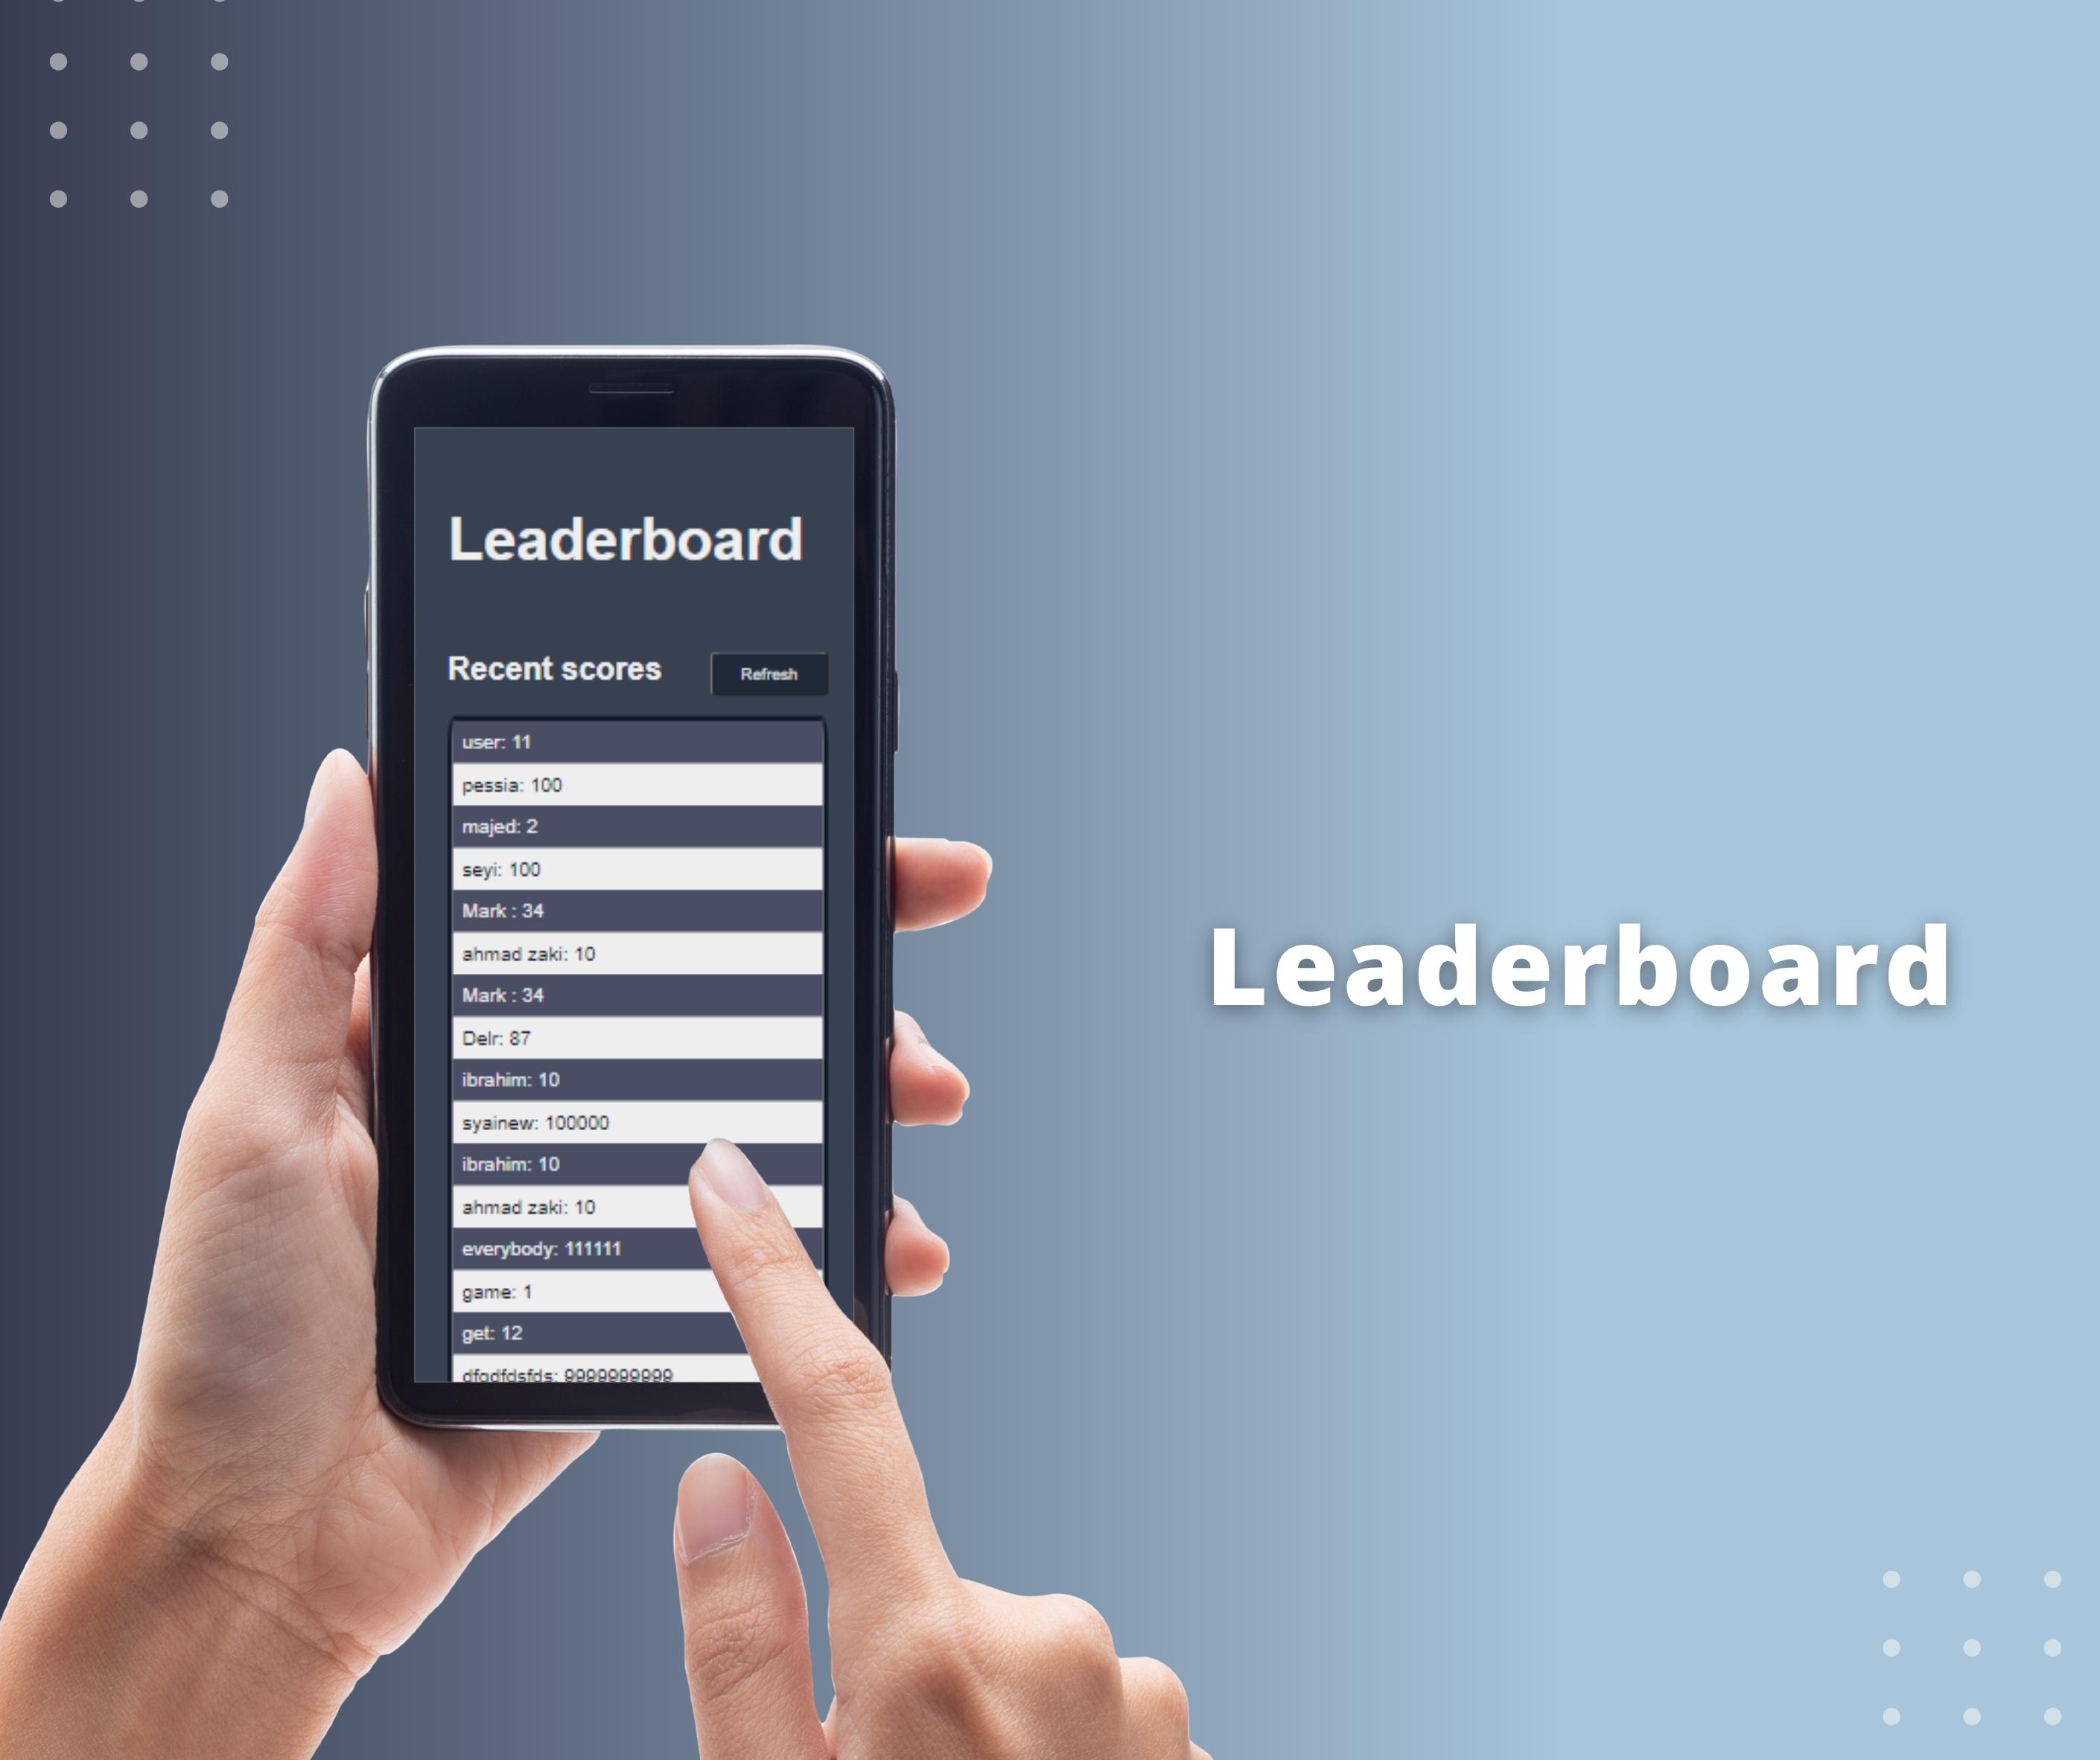 Leaderboard
Recent scores
Refresh
user: 11
pessia: 100
majed: 2
seyi: 100
Mark : 34
ahmad zaki: 10
Mark : 34
Delr: 87
ibrahim: 10
syainew: 100000
ibrahim: 10
ahmad zaki: 10
everybody: 111111
game: 1
get: 12
9999999999
Leaderboard